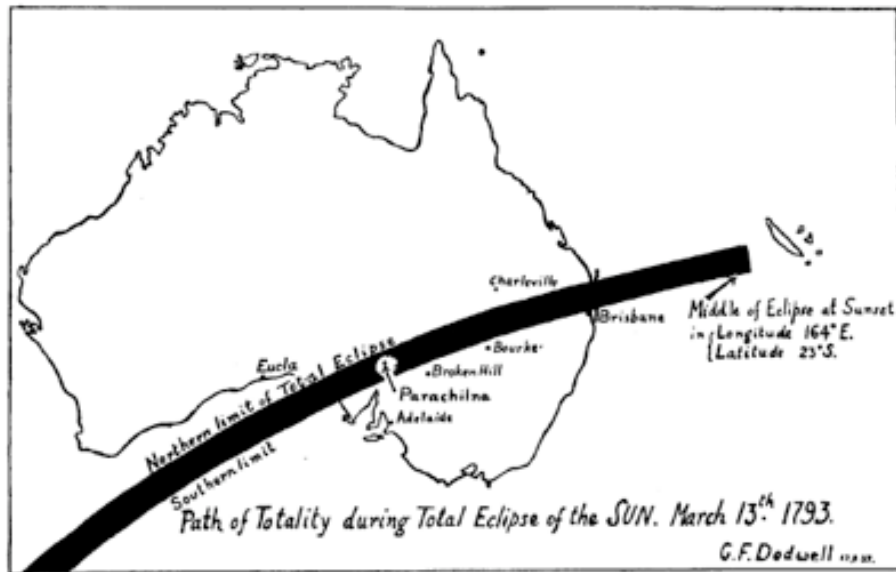 Charleville
Brisbane
Middle of Eclipse at Sunset
in Longitude 164° E.
Latitude 23° S.
Bourke
Broken Hill
Eucla
Northern limit of Total Eclipse
Parachilna
Adelaide
Southern limit
Path of Totality during Total Eclipse of the SUN. March 13th 1793.
G.F. Dodwell